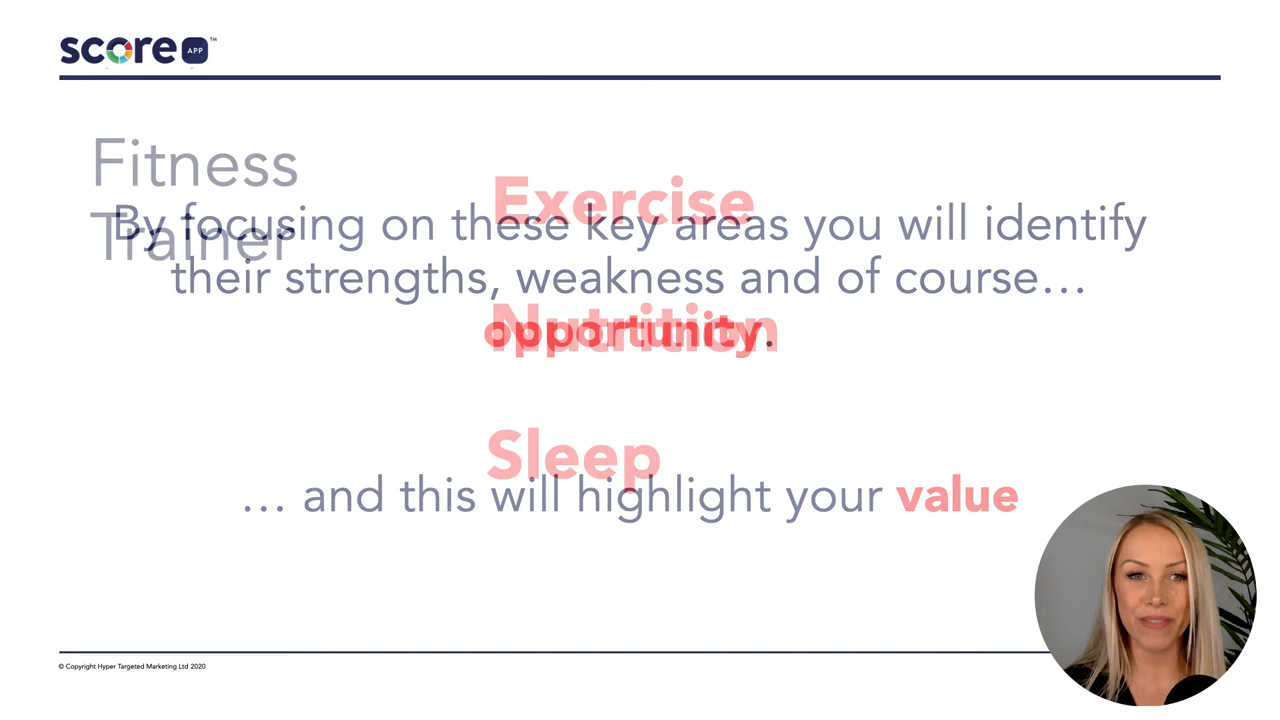 score APP ™
Fitness
Trainer
Exercise
Nutrition
Sleep
By focusing on these key areas you will identify
their strengths, weakness and of course…
opportunity.
… and this will highlight your value
© Copyright Hyper Targeted Marketing Ltd 2020